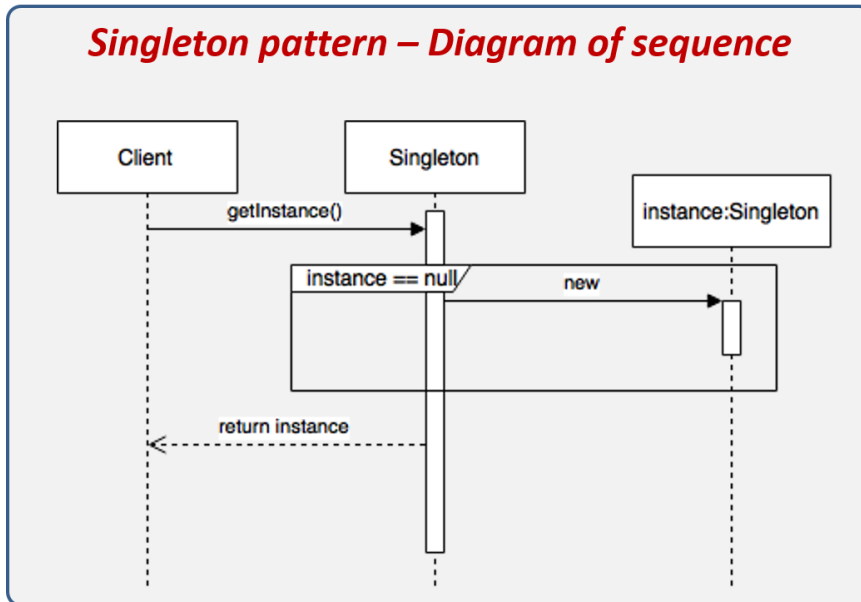 Singleton pattern – Diagram of sequence
Client
Singleton
instance:Singleton
getInstance()
instance == null
new
return instance